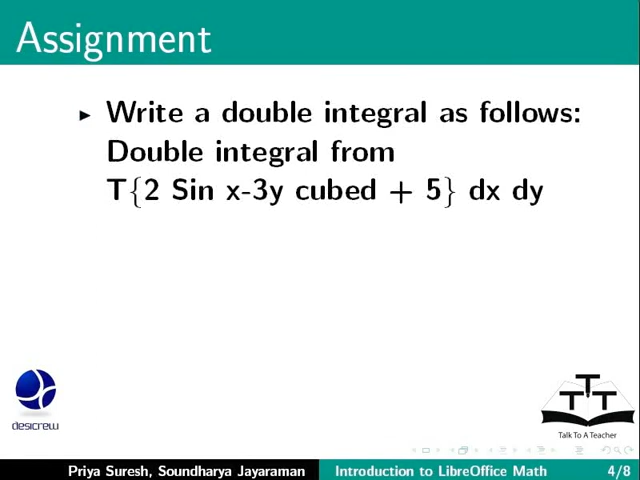 Assignment
Write a double integral as follows:
Double integral from
T{2 Sin x-3y cubed + 5} dx dy
desicrew
T T T
Talk To A Teacher
Priya Suresh, Soundharya Jayaraman Introduction to LibreOffice Math 4/8